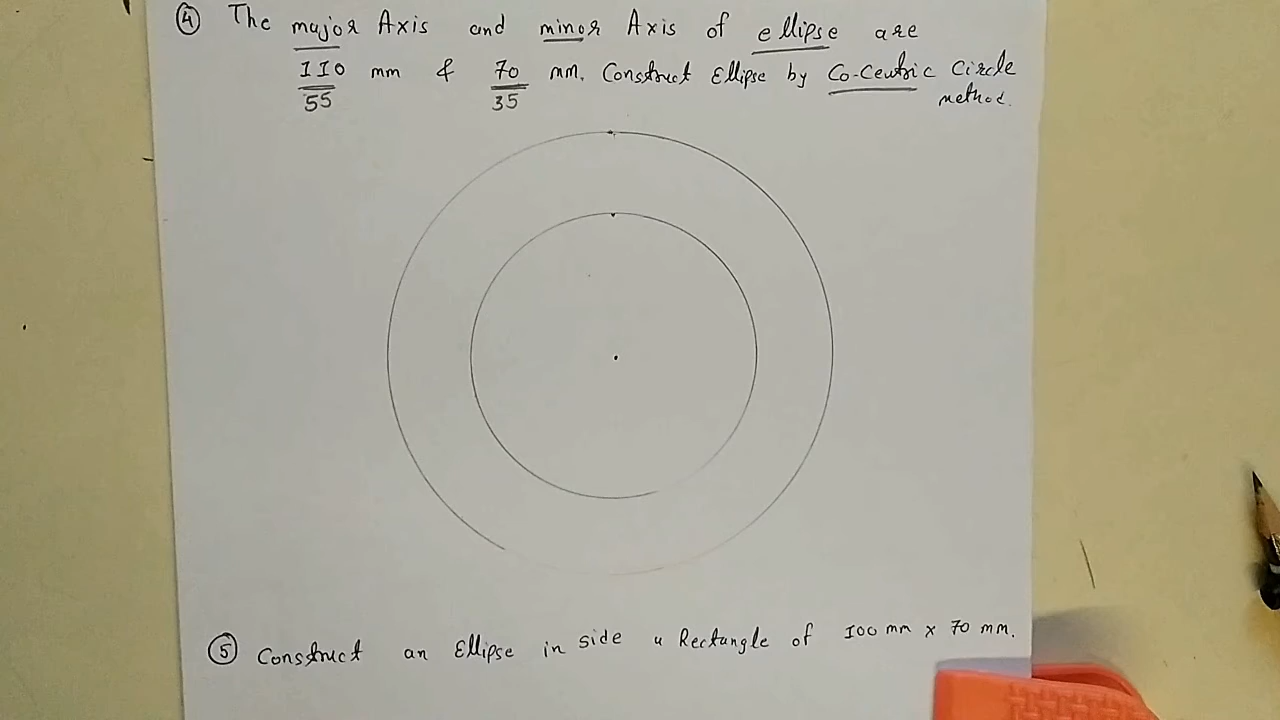 ④ The major Axis and minor Axis of ellipse are
110 mm & 70 mm. Construct Ellipse by Co-Centric Circle
55 35 method.
⑤ Construct an Ellipse in side a Rectangle of 100 mm x 70 mm.